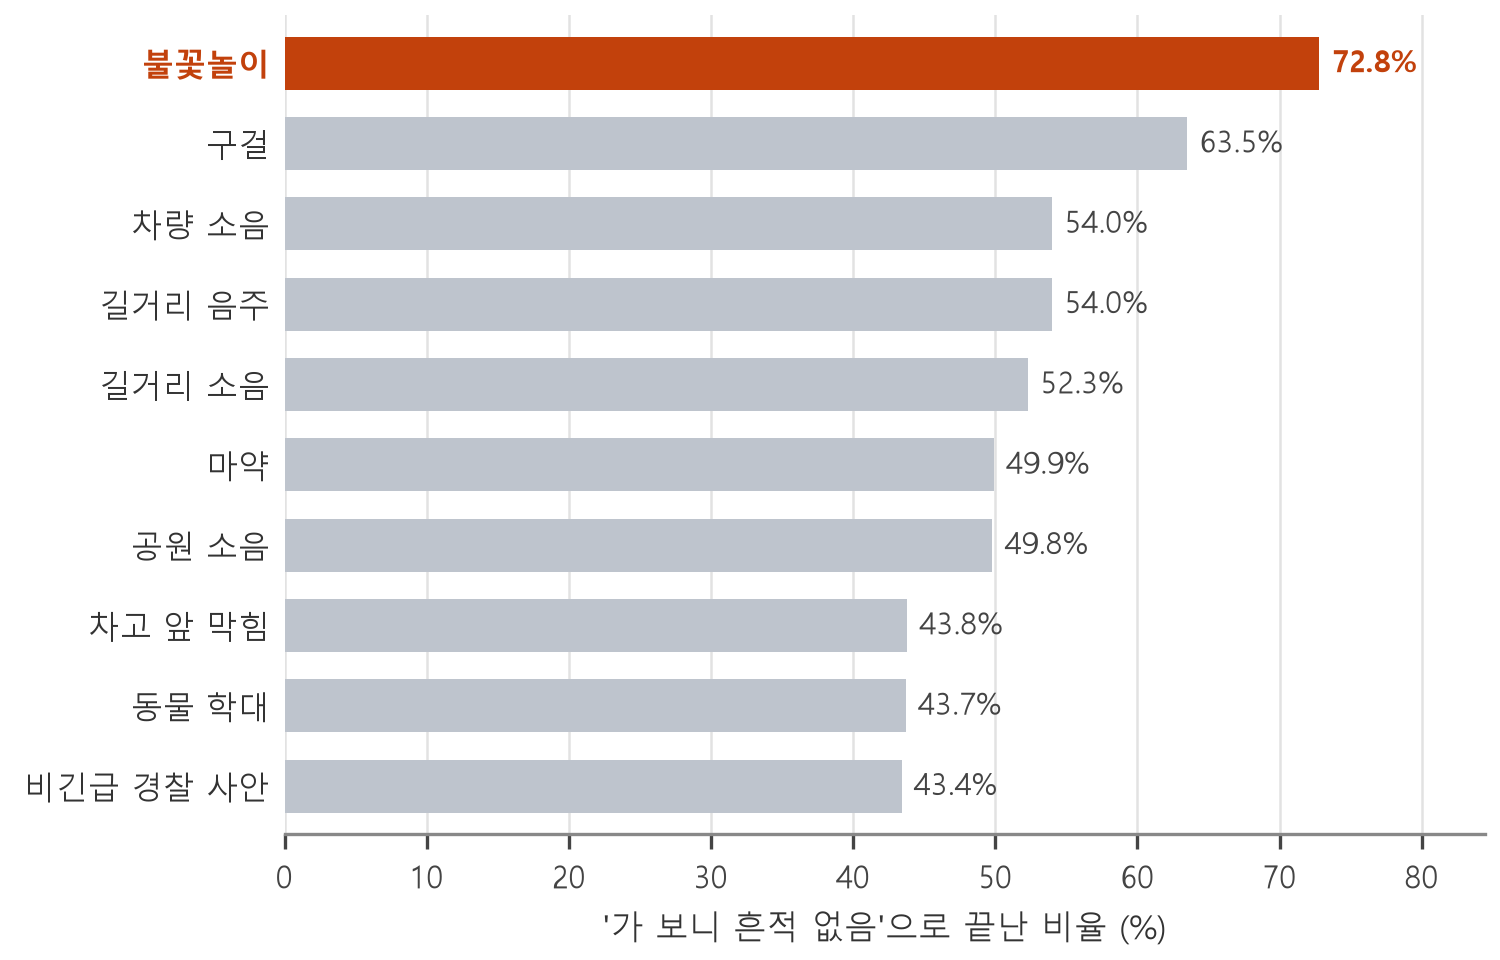 불꽃놀이 72.8%
구걸 63.5%
차량 소음 54.0%
길거리 음주 54.0%
길거리 소음 52.3%
마약 49.9%
공원 소음 49.8%
차고 앞 막힘 43.8%
동물 학대 43.7%
비긴급 경찰 사안 43.4%
0 10 20 30 40 50 60 70 80
'가 보니 흔적 없음'으로 끝난 비율 (%)